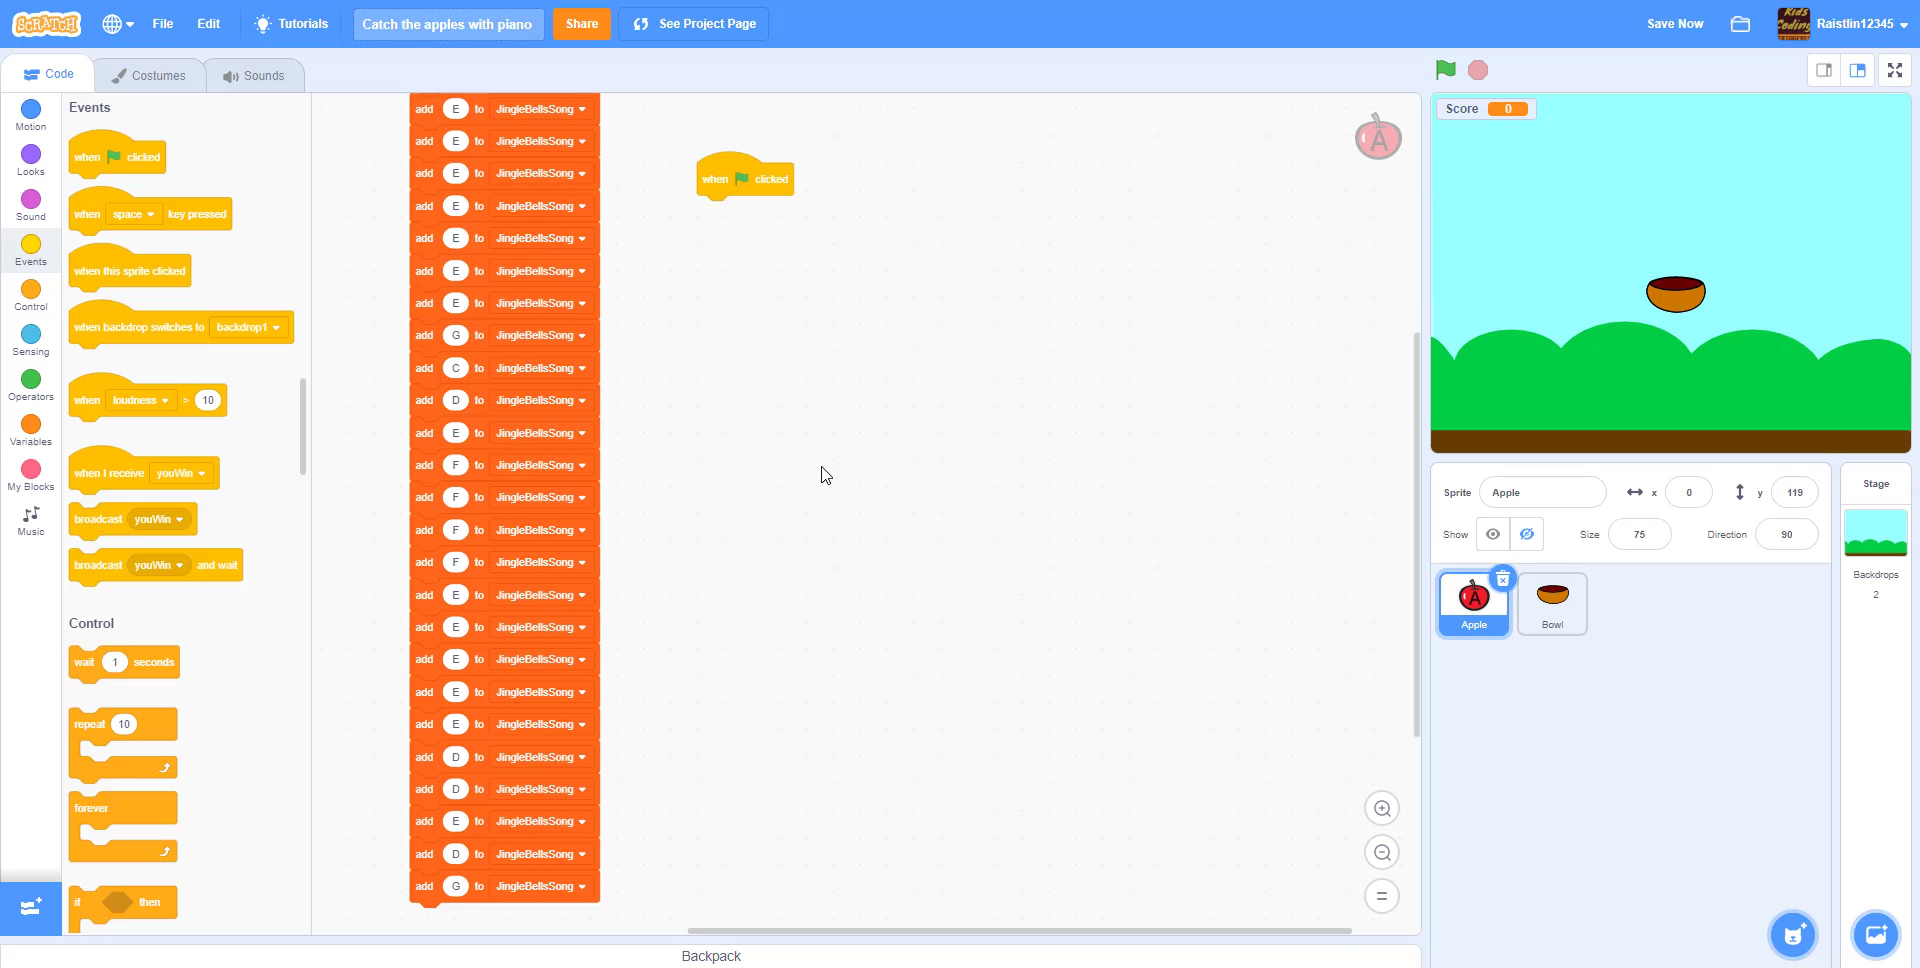 SCRATCH File Edit Tutorials Catch the apples with piano Share See Project Page Save Now Raistlin12345
Code Costumes Sounds
Motion
Looks
Sound
Events
Control
Sensing
Operators
Variables
My Blocks
Music
Events
when clicked
when space key pressed
when this sprite clicked
when backdrop switches to backdrop1
when loudness > 10
when I receive youWin
broadcast youWin
broadcast youWin and wait
Control
wait 1 seconds
repeat 10
forever
if then
add E to JingleBellsSong
add E to JingleBellsSong
add E to JingleBellsSong
add E to JingleBellsSong
add E to JingleBellsSong
add E to JingleBellsSong
add E to JingleBellsSong
add G to JingleBellsSong
add C to JingleBellsSong
add D to JingleBellsSong
add E to JingleBellsSong
add F to JingleBellsSong
add F to JingleBellsSong
add F to JingleBellsSong
add F to JingleBellsSong
add E to JingleBellsSong
add E to JingleBellsSong
add E to JingleBellsSong
add E to JingleBellsSong
add E to JingleBellsSong
add D to JingleBellsSong
add D to JingleBellsSong
add E to JingleBellsSong
add D to JingleBellsSong
add G to JingleBellsSong
when clicked
A
Score 0
Sprite Apple x 0 y 119
Show Size 75 Direction 90
A
Apple
Bowl
Stage
Backdrops
2
Backpack